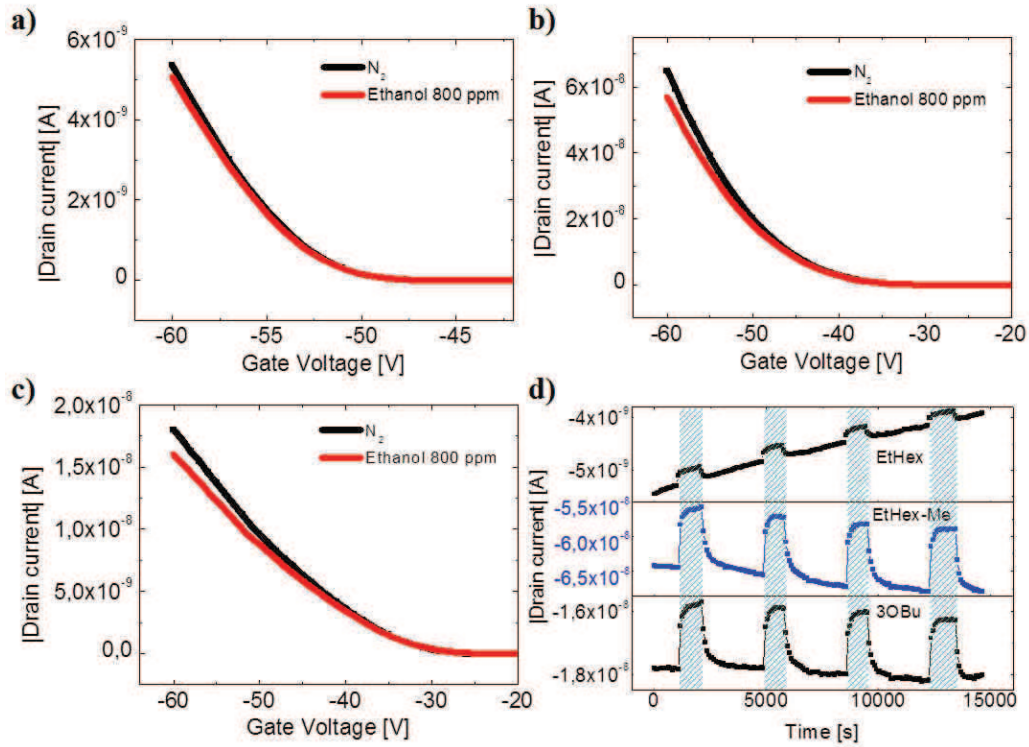 a)
6x10⁻⁹
4x10⁻⁹
2x10⁻⁹
0
|Drain current| [A]
N₂
Ethanol 800 ppm
-60 -55 -50 -45
Gate Voltage [V]
b)
6x10⁻⁸
4x10⁻⁸
2x10⁻⁸
0
|Drain current| [A]
N₂
Ethanol 800 ppm
-60 -50 -40 -30 -20
Gate Voltage [V]
c)
2,0x10⁻⁸
1,5x10⁻⁸
1,0x10⁻⁸
5,0x10⁻⁹
0,0
|Drain current| [A]
N₂
Ethanol 800 ppm
-60 -50 -40 -30 -20
Gate Voltage [V]
d)
-4x10⁻⁹
-5x10⁻⁹
EtHex
-5,5x10⁻⁸
-6,0x10⁻⁸
-6,5x10⁻⁸
EtHex-Me
-1,6x10⁻⁸
-1,8x10⁻⁸
3OBu
|Drain current| [A]
0 5000 10000 15000
Time [s]